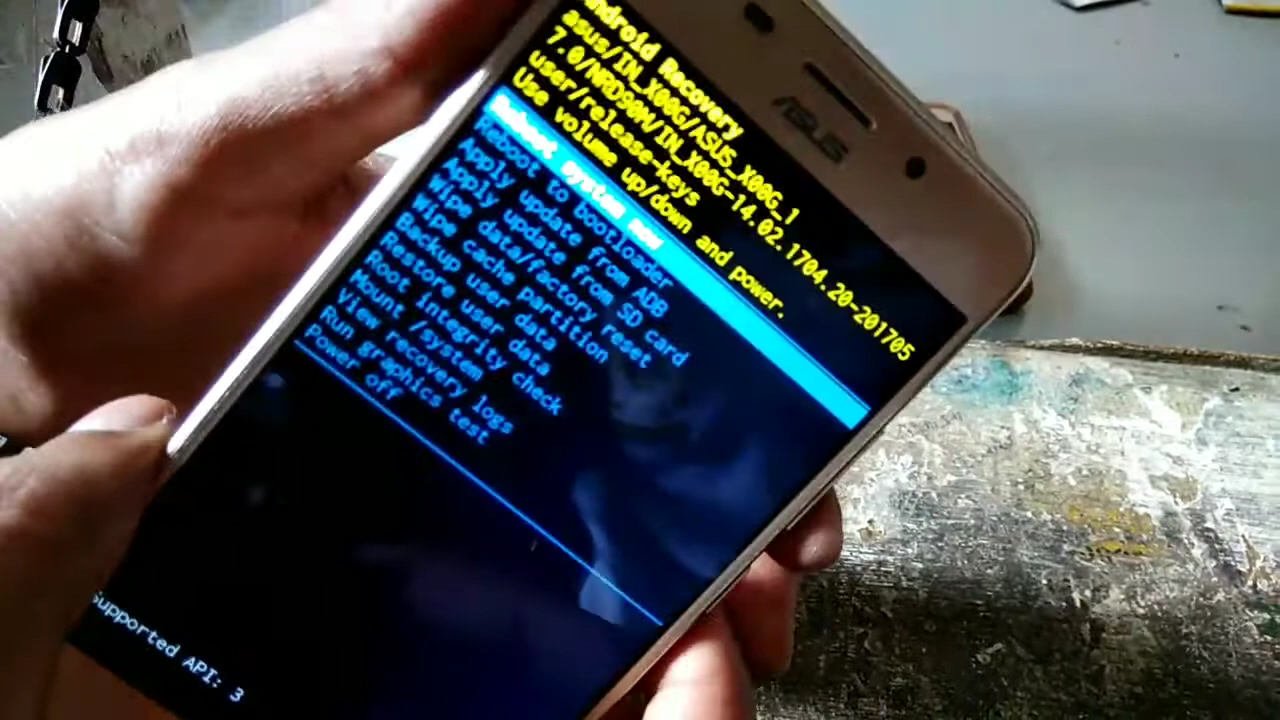 ASUS
Android Recovery
asus/IN_X00G/ASUS_X00G_1
7.0/NRD90M/IN_X00G-14.02.1704.20-201705
user/release-keys
Use volume up/down and power.
Reboot system now
Reboot to bootloader
Apply update from ADB
Apply update from SD card
Wipe data/factory reset
Wipe cache partition
Backup user data
Restore user data
Root integrity check
Mount /system
View recovery logs
Run graphics test
Power off
Supported API: 3